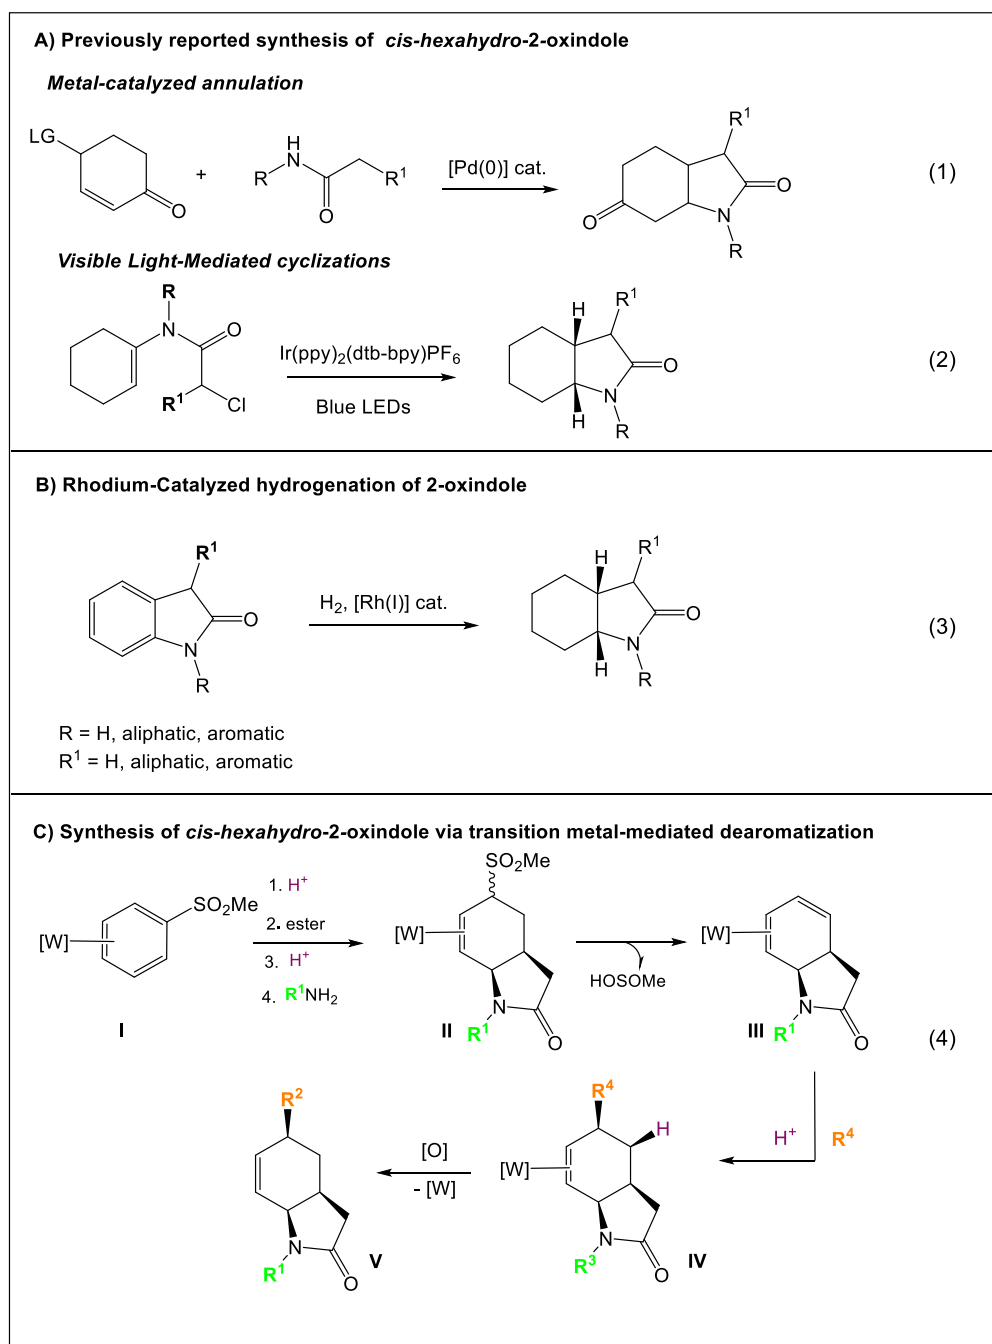 A) Previously reported synthesis of cis-hexahydro-2-oxindole
Metal-catalyzed annulation
LG
O
+
R
H
N
O
R¹
[Pd(0)] cat.
O
R¹
O
N
R
(1)
Visible Light-Mediated cyclizations
R
N
O
R¹
Cl
Ir(ppy)₂(dtb-bpy)PF₆
Blue LEDs
H
R¹
O
N
H
R
(2)
B) Rhodium-Catalyzed hydrogenation of 2-oxindole
R¹
O
N
R
H₂, [Rh(I)] cat.
H
R¹
O
N
H
R
(3)
R = H, aliphatic, aromatic
R¹ = H, aliphatic, aromatic
C) Synthesis of cis-hexahydro-2-oxindole via transition metal-mediated dearomatization
[W]
SO₂Me
I
1. H⁺
2. ester
3. H⁺
4. R¹NH₂
SO₂Me
[W]
N
R¹
O
II
HOSOMe
[W]
N
R¹
O
III
(4)
H⁺
R⁴
R⁴
H
[W]
N
R³
O
IV
[O]
- [W]
R²
N
R¹
O
V